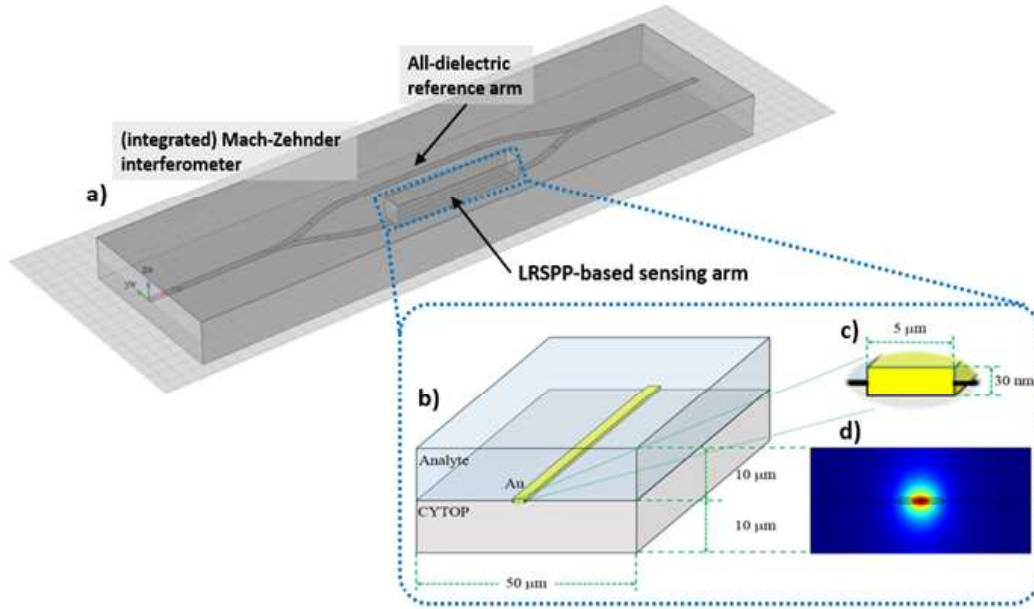 All-dielectric
reference arm
(integrated) Mach-Zehnder
interferometer
a)
LRSPP-based sensing arm
c)
5 μm
30 nm
b)
d)
Analyte
Au
10 μm
CYTOP
10 μm
50 μm